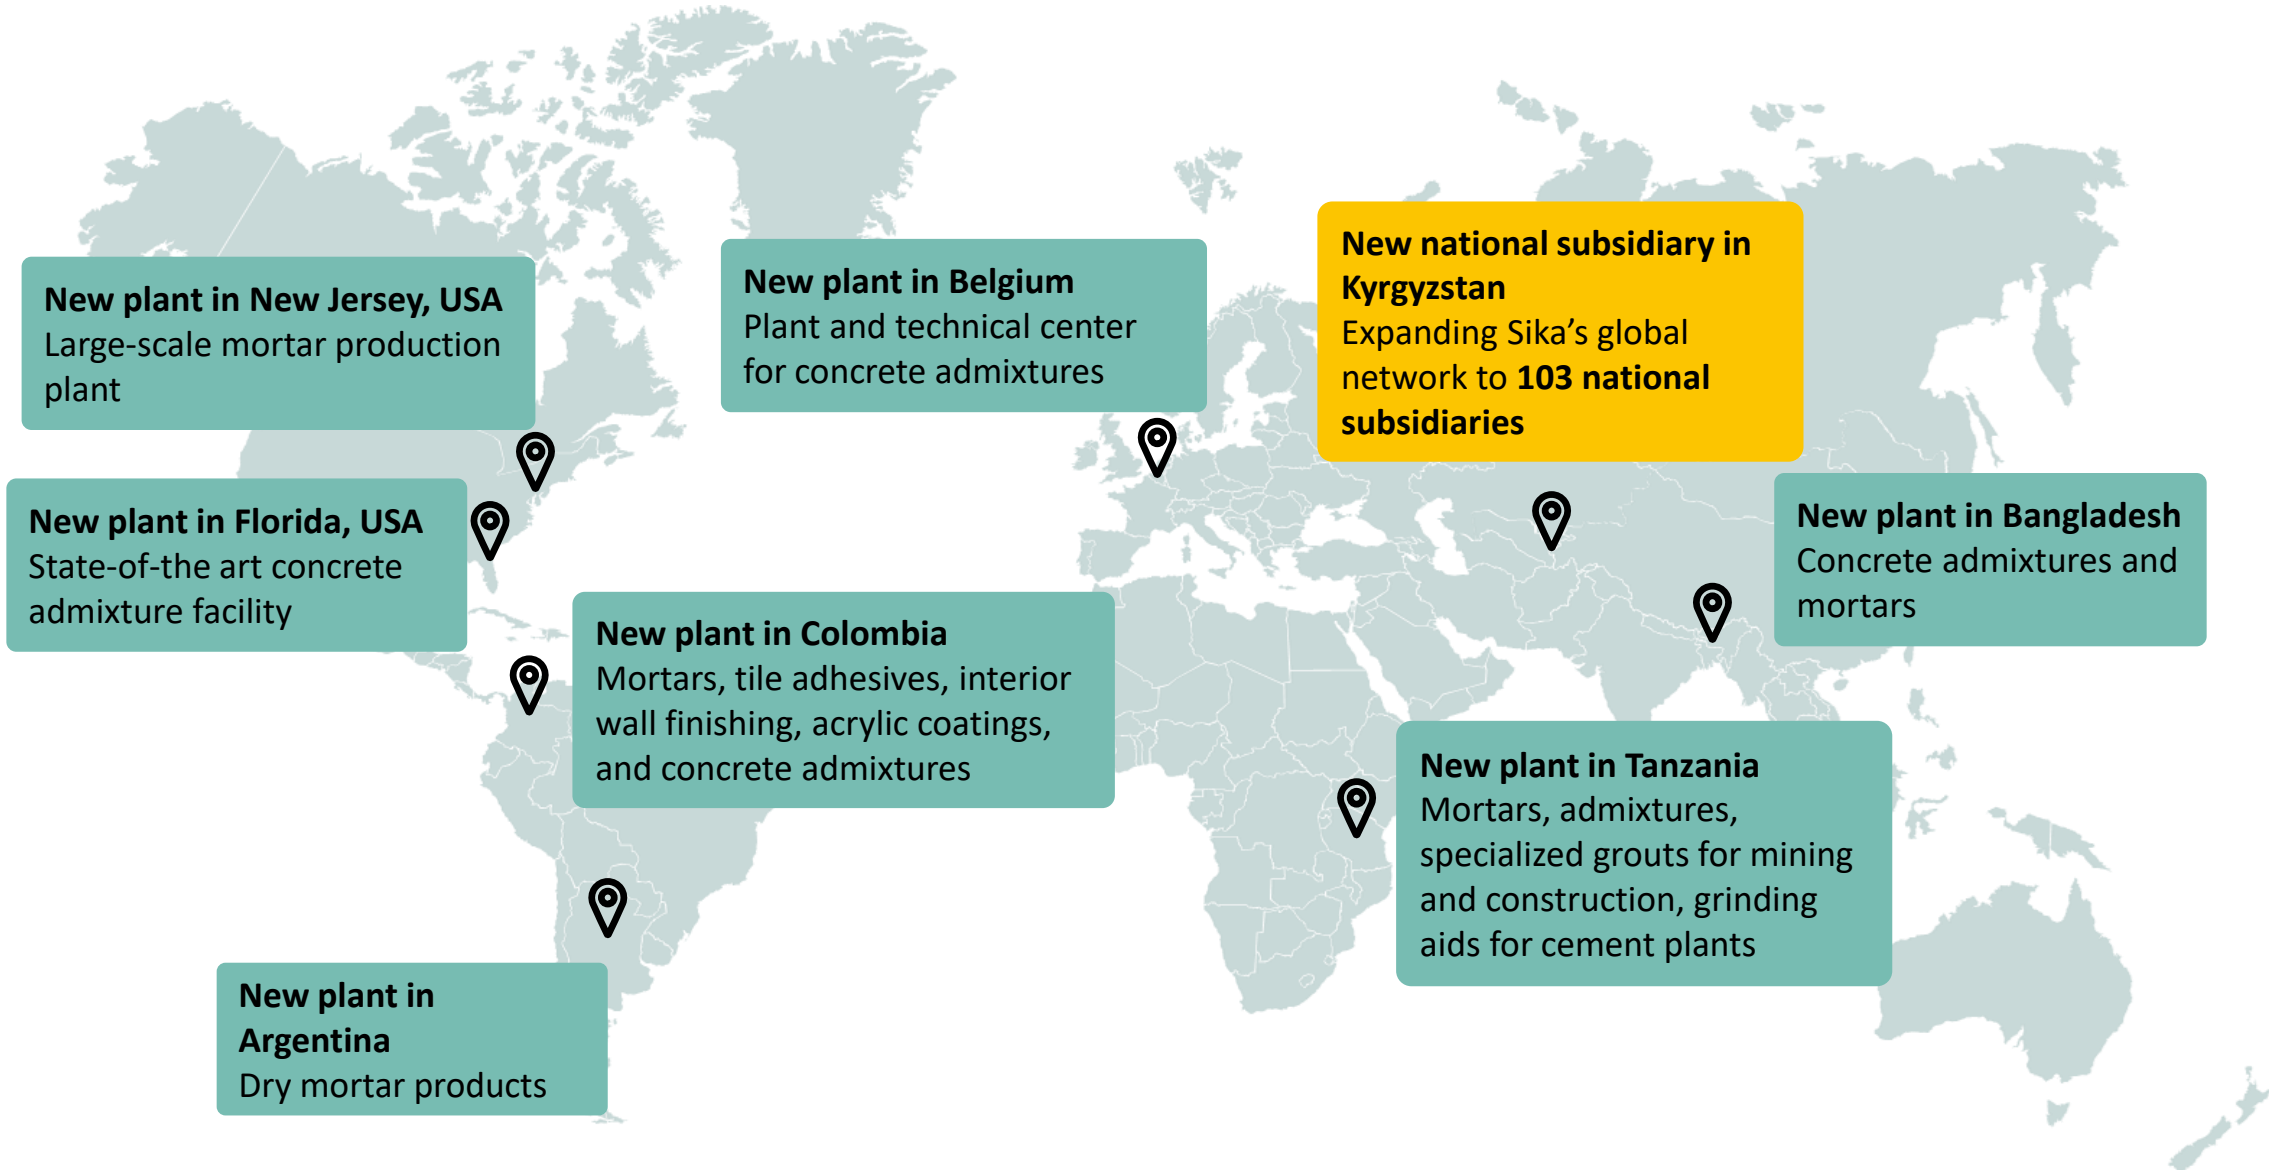 New plant in New Jersey, USA
Large-scale mortar production
plant
New plant in Belgium
Plant and technical center
for concrete admixtures
New national subsidiary in
Kyrgyzstan
Expanding Sika’s global
network to 103 national
subsidiaries
New plant in Florida, USA
State-of-the art concrete
admixture facility
New plant in Bangladesh
Concrete admixtures and
mortars
New plant in Colombia
Mortars, tile adhesives, interior
wall finishing, acrylic coatings,
and concrete admixtures
New plant in Tanzania
Mortars, admixtures,
specialized grouts for mining
and construction, grinding
aids for cement plants
New plant in
Argentina
Dry mortar products